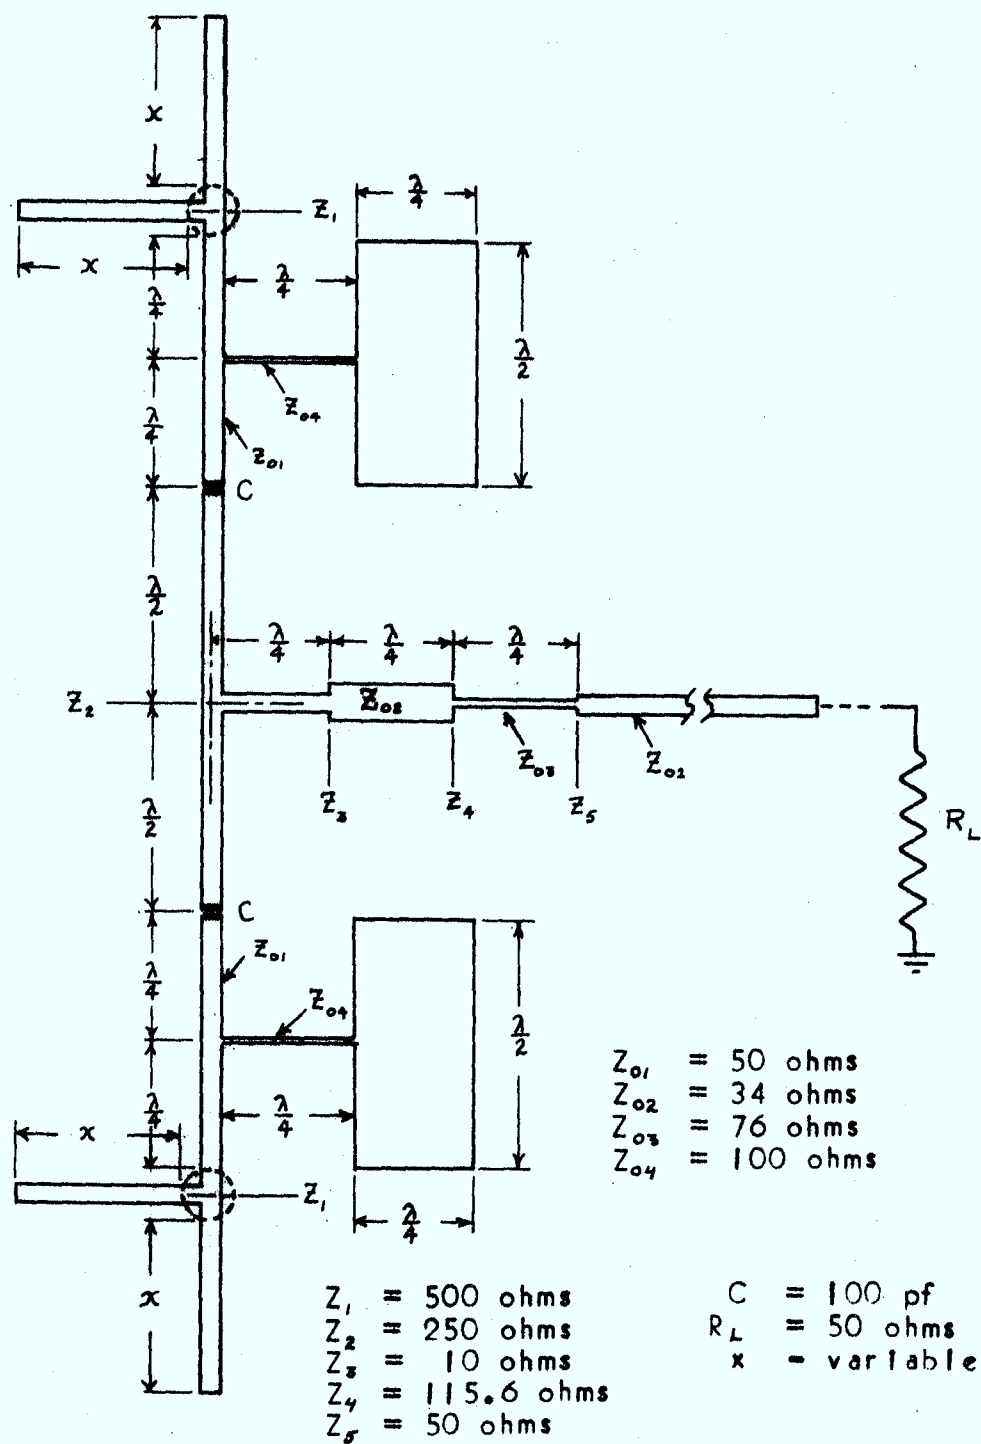 x
λ/4
Z₁
x
λ/4
λ/4
λ/2
Z₀₄
λ/4
Z₀₁
C
λ/2
λ/4
λ/4
λ/4
Z₂
Z₀₂
Z₀₃
Z₀₁
Z₃
Z₄
Z₅
R_L
λ/2
C
Z₀₁
λ/4
Z₀₄
λ/2
λ/4
λ/4
x
Z₁
λ/4
x
Z₀₁ = 50 ohms
Z₀₂ = 34 ohms
Z₀₃ = 76 ohms
Z₀₄ = 100 ohms
Z₁ = 500 ohms
Z₂ = 250 ohms
Z₃ = 10 ohms
Z₄ = 115.6 ohms
Z₅ = 50 ohms
C = 100 pf
R_L = 50 ohms
x = variable